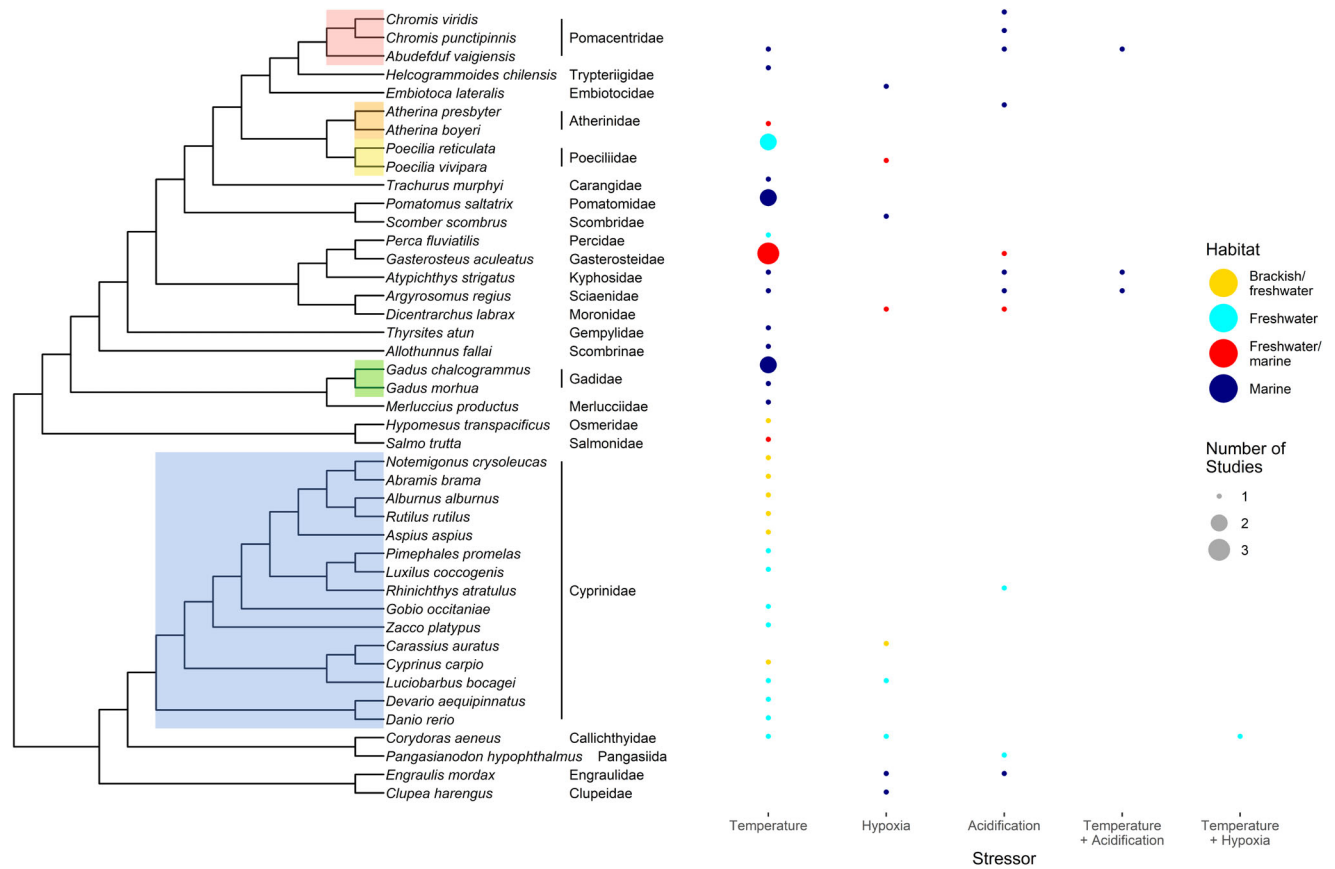 Chromis viridis
Chromis punctipinnis
Pomacentridae
Abudefduf vaigiensis
Helcogrammoides chilensis Trypteriigidae
Embiotoca lateralis Embiotocidae
Atherina presbyter
Atherinidae
Atherina boyeri
Poecilia reticulata
Poeciliidae
Poecilia vivipara
Trachurus murphyi Carangidae
Pomatomus saltatrix Pomatomidae
Scomber scombrus Scombridae
Perca fluviatilis Percidae
Gasterosteus aculeatus Gasterosteidae
Atypichthys strigatus Kyphosidae
Argyrosomus regius Sciaenidae
Dicentrarchus labrax Moronidae
Thyrsites atun Gempylidae
Allothunnus fallai Scombrinae
Gadus chalcogrammus
Gadidae
Gadus morhua
Merluccius productus Merlucciidae
Hypomesus transpacificus Osmeridae
Salmo trutta Salmonidae
Notemigonus crysoleucas
Abramis brama
Alburnus alburnus
Rutilus rutilus
Aspius aspius
Pimephales promelas
Luxilus coccogenis
Rhinichthys atratulus Cyprinidae
Gobio occitaniae
Zacco platypus
Carassius auratus
Cyprinus carpio
Luciobarbus bocagei
Devario aequipinnatus
Danio rerio
Corydoras aeneus Callichthyidae
Pangasianodon hypophthalmus Pangasiida
Engraulis mordax Engraulidae
Clupea harengus Clupeidae
Temperature
Hypoxia
Acidification
Temperature
+ Acidification
Temperature
+ Hypoxia
Stressor
Habitat
Brackish/
freshwater
Freshwater
Freshwater/
marine
Marine
Number of
Studies
1
2
3